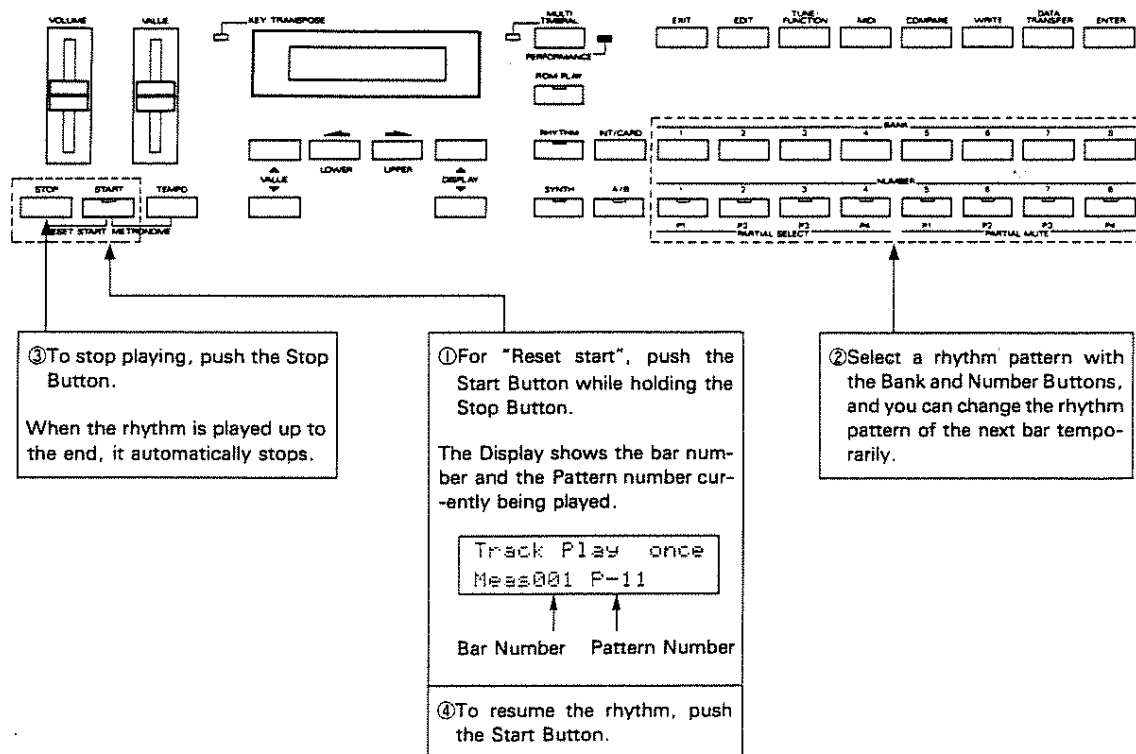 VOLUME VALUE KEY TRANSPOSE MULTI TIMBRAL EXIT EDIT TUNE/FUNCTION MIDI COMPARE WRITE DATA TRANSFER ENTER
PERFORMANCE
ROM PLAY
RHYTHM INT/CARD
BANK
1 2 3 4 5 6 7 8
VALUE LOWER UPPER DISPLAY
STOP START TEMPO
SYNTH A/B
NUMBER
1 2 3 4 5 6 7 8
RESET START METRONOME
P1 P2 P3 P4 P1 P2 P3 P4
PARTIAL SELECT PARTIAL MUTE
③To stop playing, push the Stop
Button.
When the rhythm is played up to
the end, it automatically stops.
①For "Reset start", push the
Start Button while holding the
Stop Button.
The Display shows the bar num-
ber and the Pattern number cur-
-ently being played.
Track Play once
Meas001 P-11
Bar Number Pattern Number
④To resume the rhythm, push
the Start Button.
②Select a rhythm pattern with
the Bank and Number Buttons,
and you can change the rhythm
pattern of the next bar tempo-
rarily.